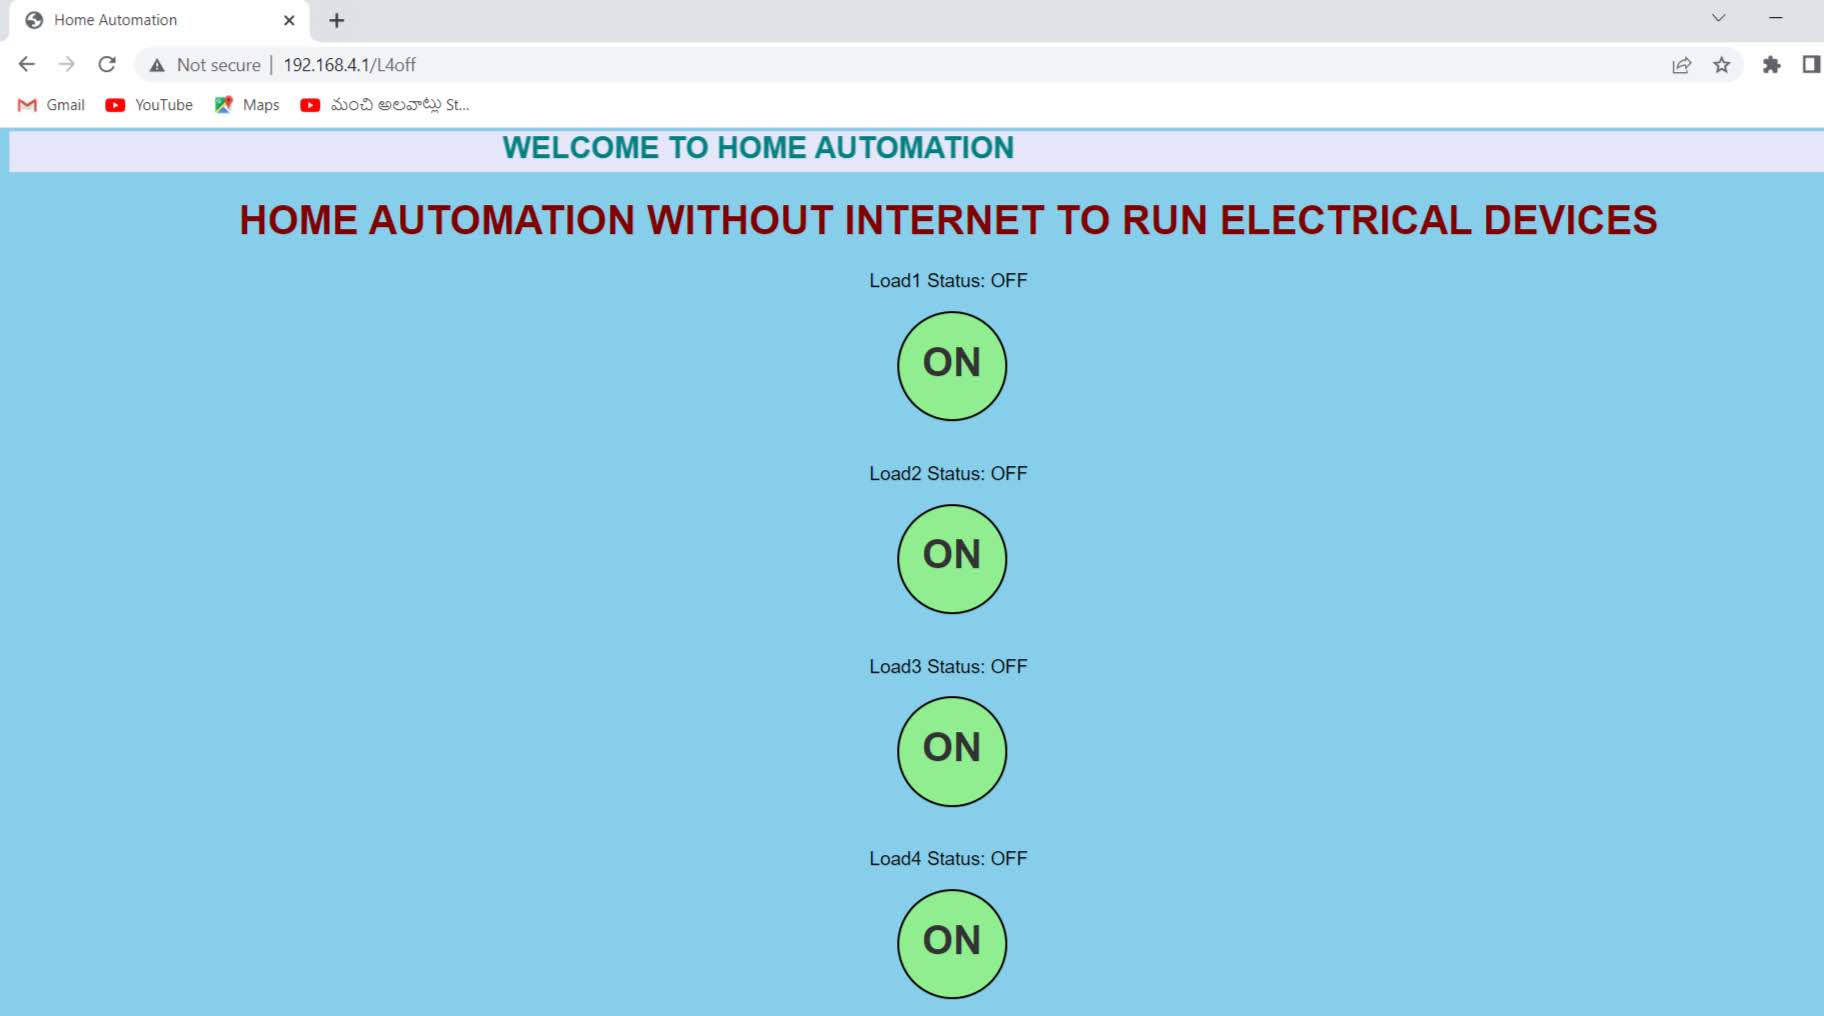 Home Automation
Not secure | 192.168.4.1/L4off
Gmail YouTube Maps మంచి అలవాట్లు St...
WELCOME TO HOME AUTOMATION
HOME AUTOMATION WITHOUT INTERNET TO RUN ELECTRICAL DEVICES
Load1 Status: OFF
ON
Load2 Status: OFF
ON
Load3 Status: OFF
ON
Load4 Status: OFF
ON